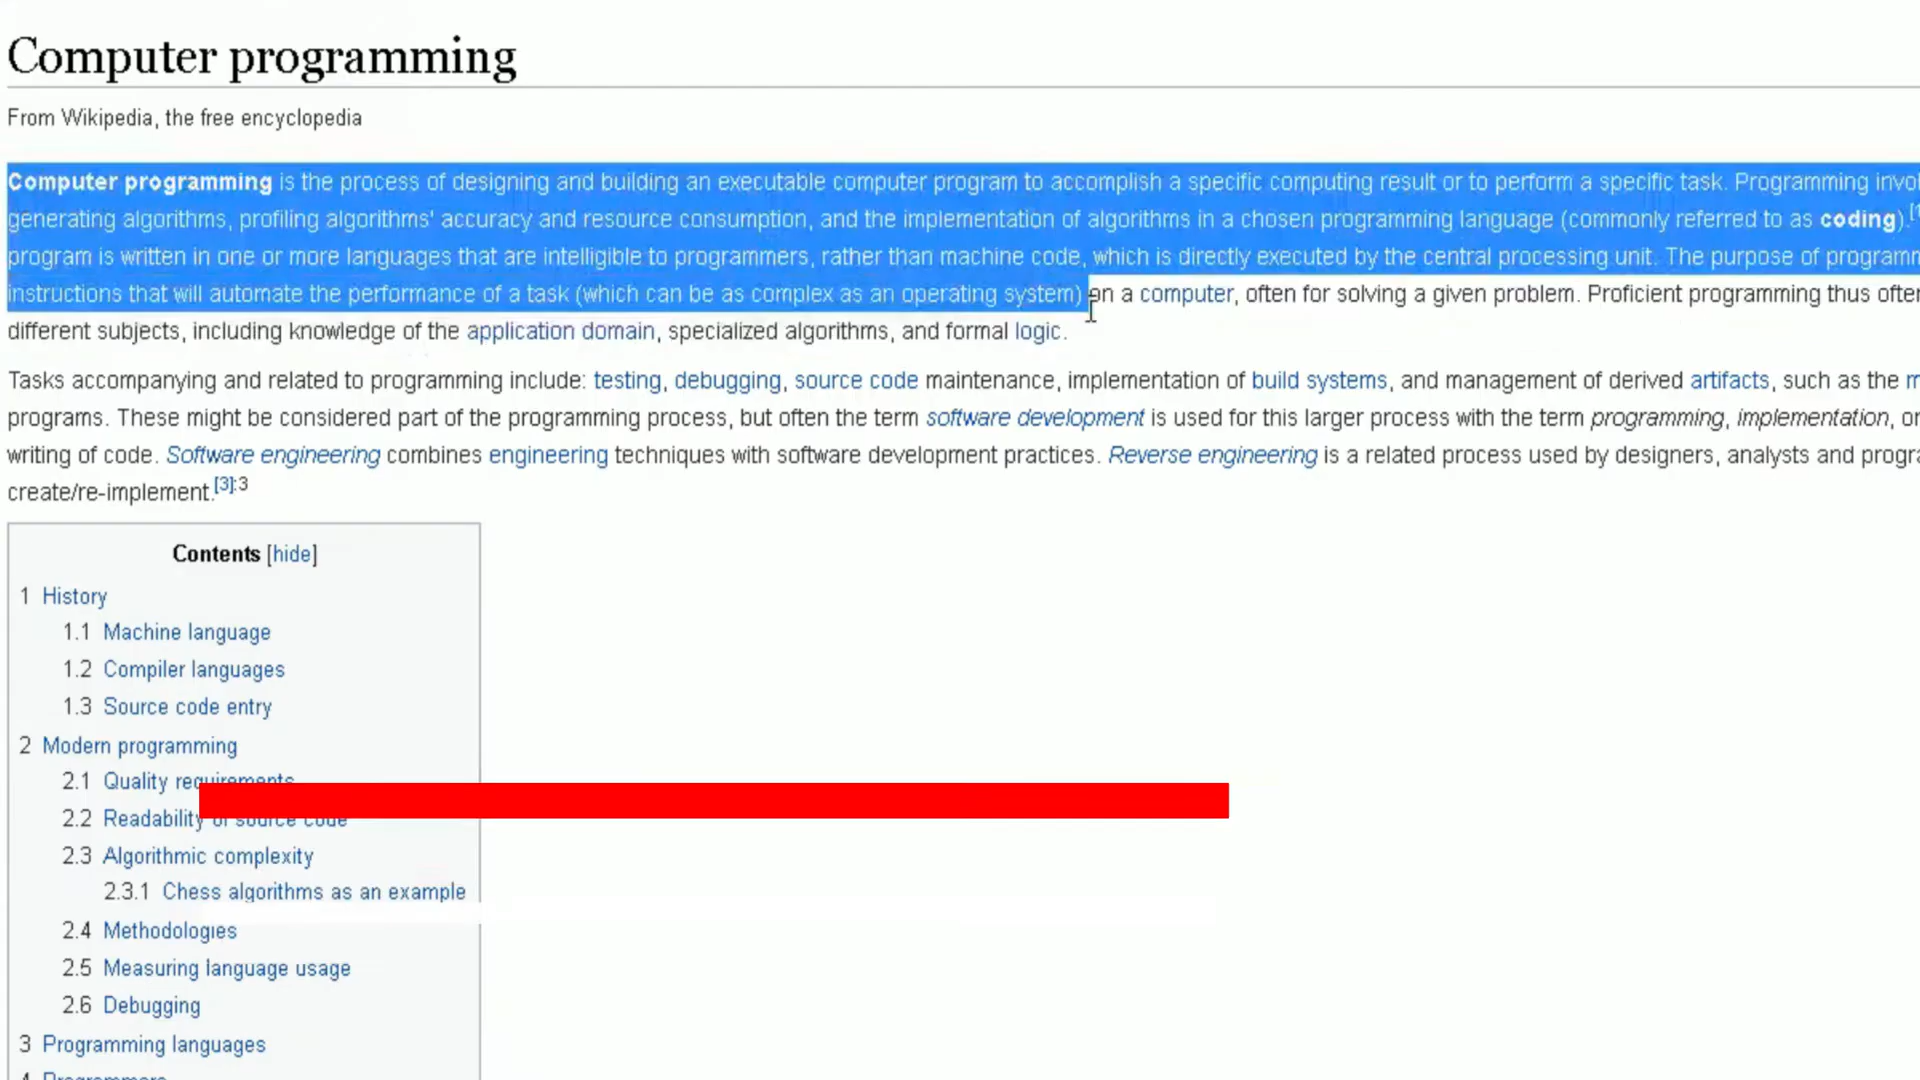 Computer programming
From Wikipedia, the free encyclopedia
Computer programming is the process of designing and building an executable computer program to accomplish a specific computing result or to perform a specific task. Programming
generating algorithms, profiling algorithms' accuracy and resource consumption, and the implementation of algorithms in a chosen programming language (commonly referred to as coding).
program is written in one or more languages that are intelligible to programmers, rather than machine code, which is directly executed by the central processing unit. The purpose of
instructions that will automate the performance of a task (which can be as complex as an operating system) on a computer, often for solving a given problem. Proficient programming thus
different subjects, including knowledge of the application domain, specialized algorithms, and formal logic.
Tasks accompanying and related to programming include: testing, debugging, source code maintenance, implementation of build systems, and management of derived artifacts, such as the
programs. These might be considered part of the programming process, but often the term software development is used for this larger process with the term programming, implementation,
writing of code. Software engineering combines engineering techniques with software development practices. Reverse engineering is a related process used by designers, analysts and
create/re-implement.[3]:3
Contents [hide]
1 History
1.1 Machine language
1.2 Compiler languages
1.3 Source code entry
2 Modern programming
2.1 Quality requirements
2.2 Readability of source code
2.3 Algorithmic complexity
2.3.1 Chess algorithms as an example
2.4 Methodologies
2.5 Measuring language usage
2.6 Debugging
3 Programming languages